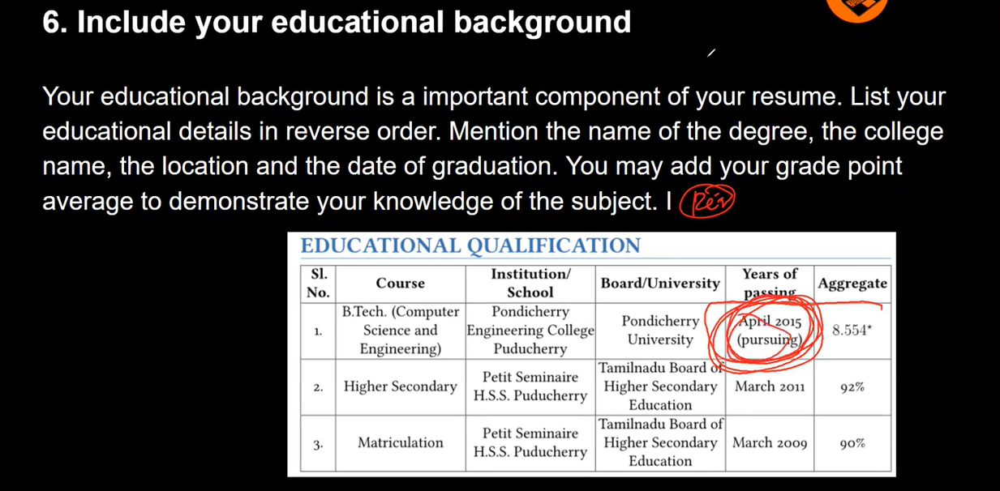 6. Include your educational background
Your educational background is a important component of your resume. List your
educational details in reverse order. Mention the name of the degree, the college
name, the location and the date of graduation. You may add your grade point
average to demonstrate your knowledge of the subject. I
EDUCATIONAL QUALIFICATION
Sl. No. Course Institution/ School Board/University Years of passing Aggregate
1. B.Tech. (Computer Science and Engineering) Pondicherry Engineering College Puducherry Pondicherry University April 2015 (pursuing) 8.554*
2. Higher Secondary Petit Seminaire H.S.S. Puducherry Tamilnadu Board of Higher Secondary Education March 2011 92%
3. Matriculation Petit Seminaire H.S.S. Puducherry Tamilnadu Board of Higher Secondary Education March 2009 90%